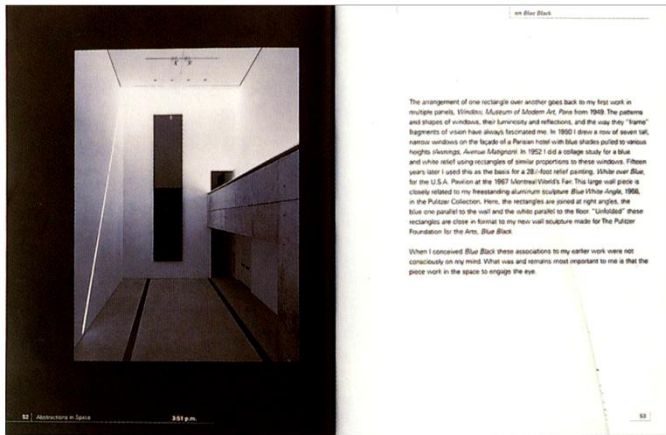 on Blue Black
The arrangement of one rectangle over another goes back to my first work in
multiple panels, Window, Museum of Modern Art, Paris from 1949. The patterns
and shapes of windows, their luminosity and reflections, and the way they "frame"
fragments of vision have always fascinated me. In 1950 I drew a row of seven tall,
narrow windows on the façade of a Parisian hotel with blue shades pulled to various
heights (Awnings, Avenue Matignon). In 1952 I did a collage study for a blue
and white relief using rectangles of similar proportions to these windows. Fifteen
years later I used this as the basis for a 28-foot relief painting, White over Blue,
for the U.S.A. Pavilion at the 1967 Montreal World's Fair. This large wall piece is
closely related to my freestanding aluminum sculpture Blue White Angle, 1966,
in the Pulitzer Collection. Here, the rectangles are joined at right angles, the
blue one parallel to the wall and the white parallel to the floor. "Unfolded" these
rectangles are close in format to my new wall sculpture made for The Pulitzer
Foundation for the Arts, Blue Black.
When I conceived Blue Black these associations to my earlier work were not
consciously on my mind. What was and remains most important to me is that the
piece work in the space to engage the eye.
52 | Abstractions in Space 3:51 p.m.
53